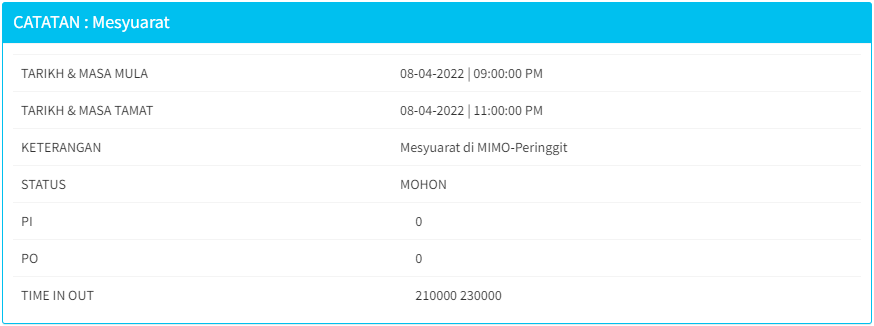 CATATAN : Mesyuarat
TARIKH & MASA MULA 08-04-2022 | 09:00:00 PM
TARIKH & MASA TAMAT 08-04-2022 | 11:00:00 PM
KETERANGAN Mesyuarat di MIMO-Peringgit
STATUS MOHON
PI 0
PO 0
TIME IN OUT 210000 230000